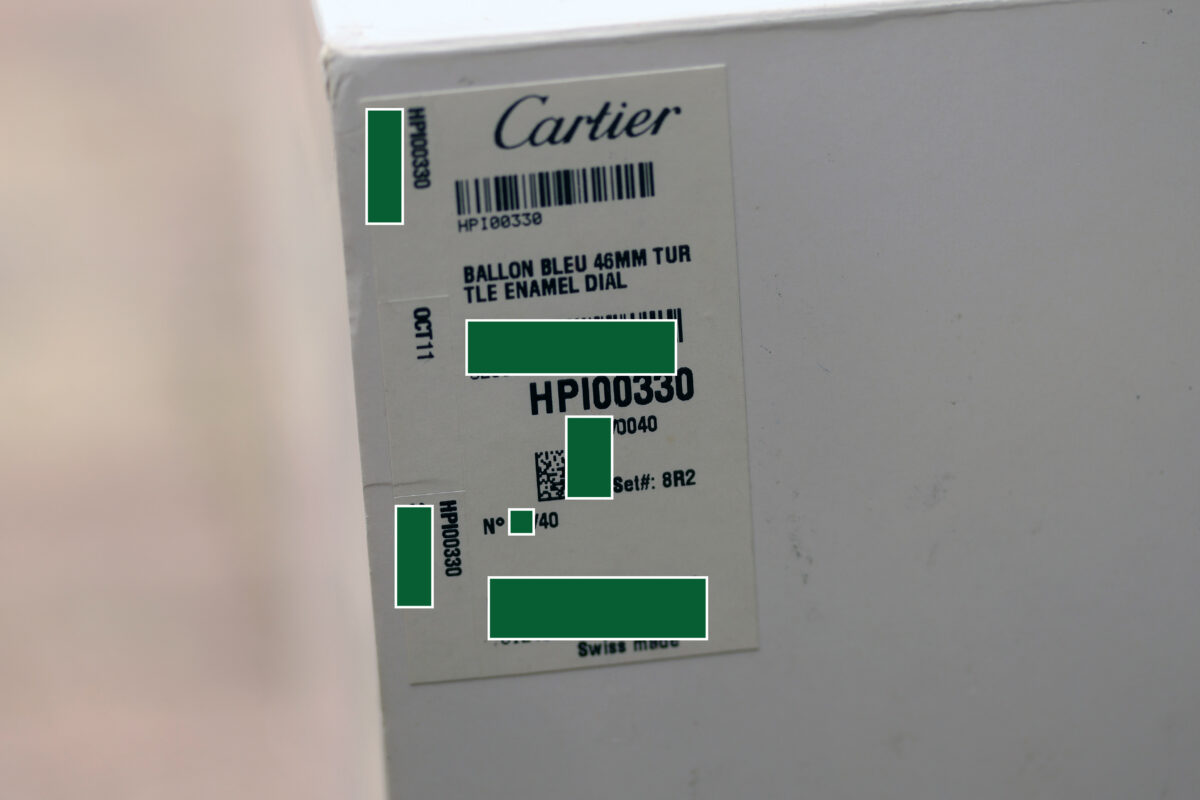 Cartier
HPI00330
BALLON BLEU 46MM TUR
TLE ENAMEL DIAL
HPI00330
/0040
Set#: 8R2
Nº /40
Swiss made
HPI00330
OCT11
HPI00330